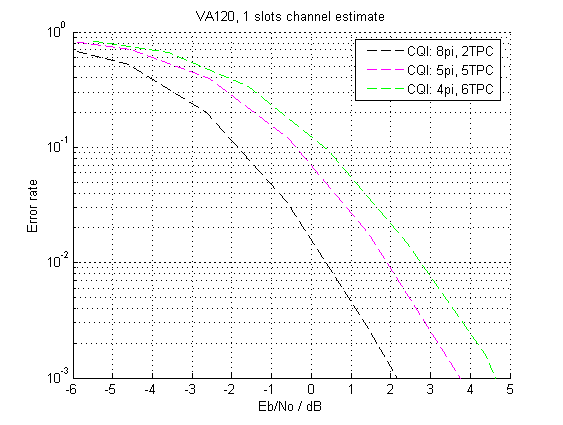 VA120, 1 slots channel estimate
10^0
10^-1
10^-2
10^-3
Error rate
CQI: 8pi, 2TPC
CQI: 5pi, 5TPC
CQI: 4pi, 6TPC
-6 -5 -4 -3 -2 -1 0 1 2 3 4 5
Eb/No / dB